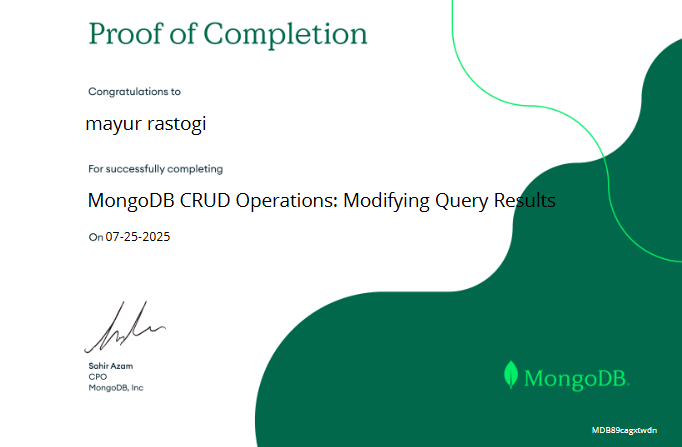 Proof of Completion
Congratulations to
mayur rastogi
For successfully completing
MongoDB CRUD Operations: Modifying Query Results
On 07-25-2025
Sahir Azam
CPO
MongoDB, Inc
MongoDB.
MDB89cagxtwdn